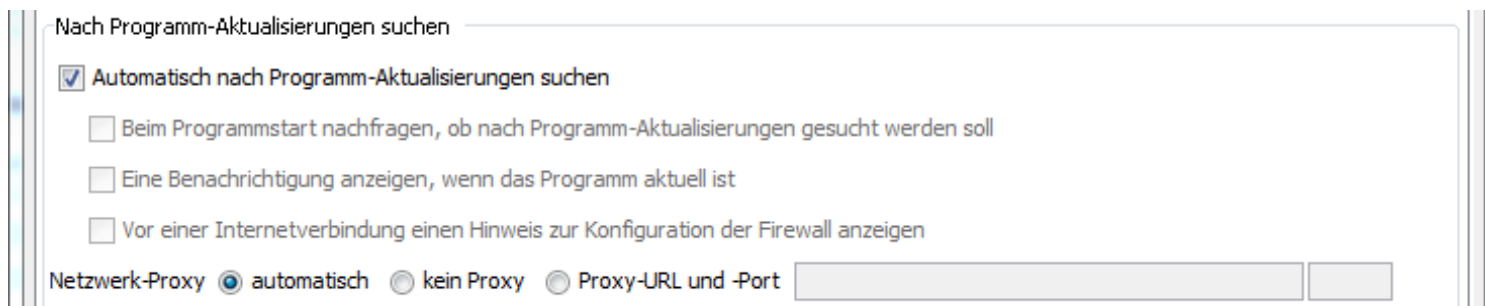 Nach Programm-Aktualisierungen suchen
Automatisch nach Programm-Aktualisierungen suchen
Beim Programmstart nachfragen, ob nach Programm-Aktualisierungen gesucht werden soll
Eine Benachrichtigung anzeigen, wenn das Programm aktuell ist
Vor einer Internetverbindung einen Hinweis zur Konfiguration der Firewall anzeigen
Netzwerk-Proxy automatisch kein Proxy Proxy-URL und -Port